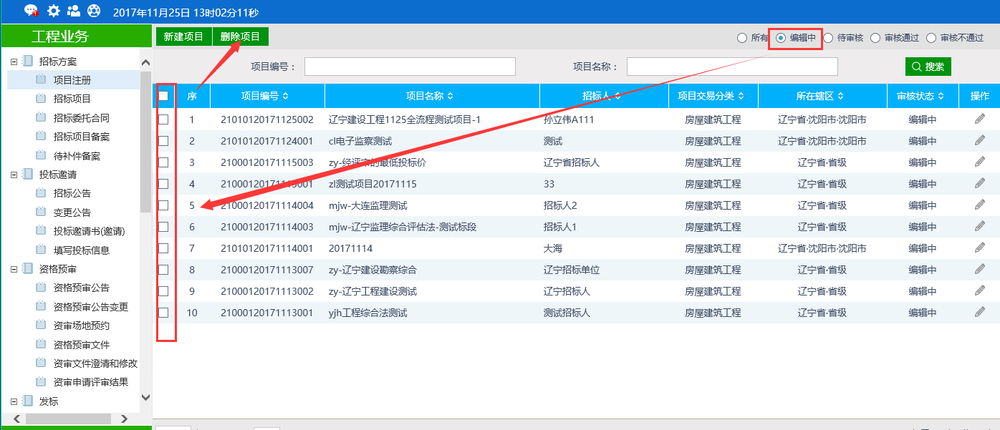 2017年11月25日 13时02分11秒
工程业务
新建项目 删除项目 所有 编辑中 待审核 审核通过 审核不通过
项目编号： 项目名称： 搜索
招标方案
项目注册
招标项目
招标委托合同
招标项目备案
待补件备案
投标邀请
招标公告
变更公告
投标邀请书(邀请)
填写投标信息
资格预审
资格预审公告
资格预审公告变更
资审场地预约
资格预审文件
资审文件澄清和修改
资审申请评审结果
发标
序 项目编号 项目名称 招标人 项目交易分类 所在辖区 审核状态 操作
1 21010120171125002 辽宁建设工程1125全流程测试项目-1 孙立伟A111 房屋建筑工程 辽宁省·沈阳市·沈阳市 编辑中
2 21010120171124001 cl电子监察测试 测试 房屋建筑工程 辽宁省·沈阳市·沈阳市 编辑中
3 21000120171115003 zy-经评审的最低投标价 辽宁省招标人 房屋建筑工程 辽宁省·省级 编辑中
4 21000120171115001 zl测试项目20171115 33 房屋建筑工程 辽宁省·省级 编辑中
5 21000120171114004 mjw-大连监理测试 招标人2 房屋建筑工程 辽宁省·省级 编辑中
6 21000120171114003 mjw-辽宁监理综合评估法-测试标段 招标人1 房屋建筑工程 辽宁省·省级 编辑中
7 21010120171114001 20171114 大海 房屋建筑工程 辽宁省·沈阳市·沈阳市 编辑中
8 21000120171113007 zy-辽宁建设勘察综合 辽宁招标单位 房屋建筑工程 辽宁省·省级 编辑中
9 21000120171113002 zy-辽宁工程建设测试 辽宁招标人 房屋建筑工程 辽宁省·省级 编辑中
10 21000120171113001 yjh工程综合法测试 测试招标人 房屋建筑工程 辽宁省·省级 编辑中